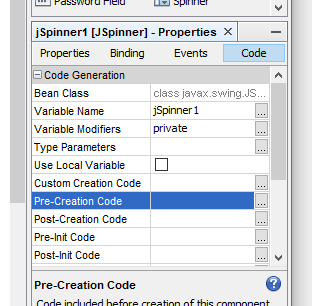 Password Field Spinner
jSpinner1 [JSpinner] - Properties ×
Properties Binding Events Code
Code Generation
Bean Class class javax.swing.JS...
Variable Name jSpinner1 ...
Variable Modifiers private ...
Type Parameters ...
Use Local Variable
Custom Creation Code ...
Pre-Creation Code ...
Post-Creation Code ...
Pre-Init Code ...
Post-Init Code ...
Pre-Creation Code ?
Code included before creation of this component